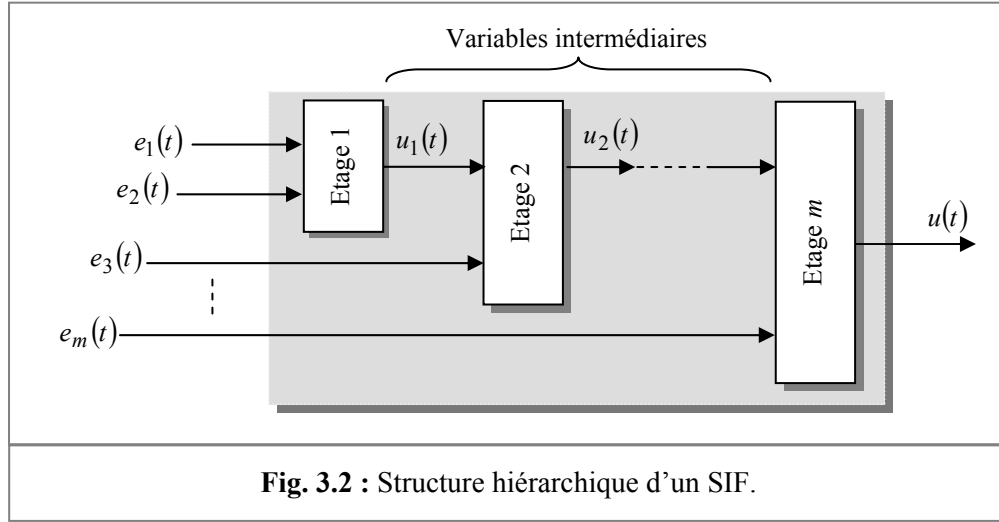 Variables intermédiaires
e₁(t)
e₂(t)
Etage 1
u₁(t)
Etage 2
u₂(t)
e₃(t)
eₘ(t)
Etage m
u(t)
Fig. 3.2 : Structure hiérarchique d’un SIF.